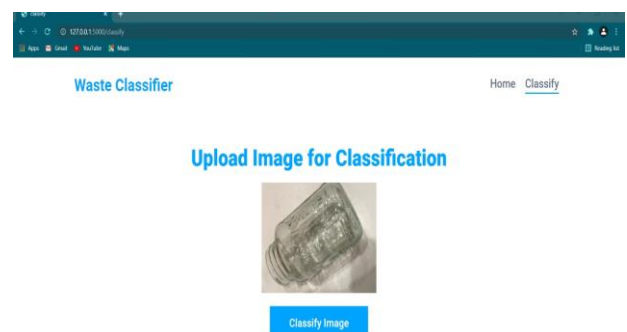 classify
127.0.0.1:5000/classify
Apps Gmail YouTube Maps Reading list
Waste Classifier Home Classify
Upload Image for Classification
Classify Image